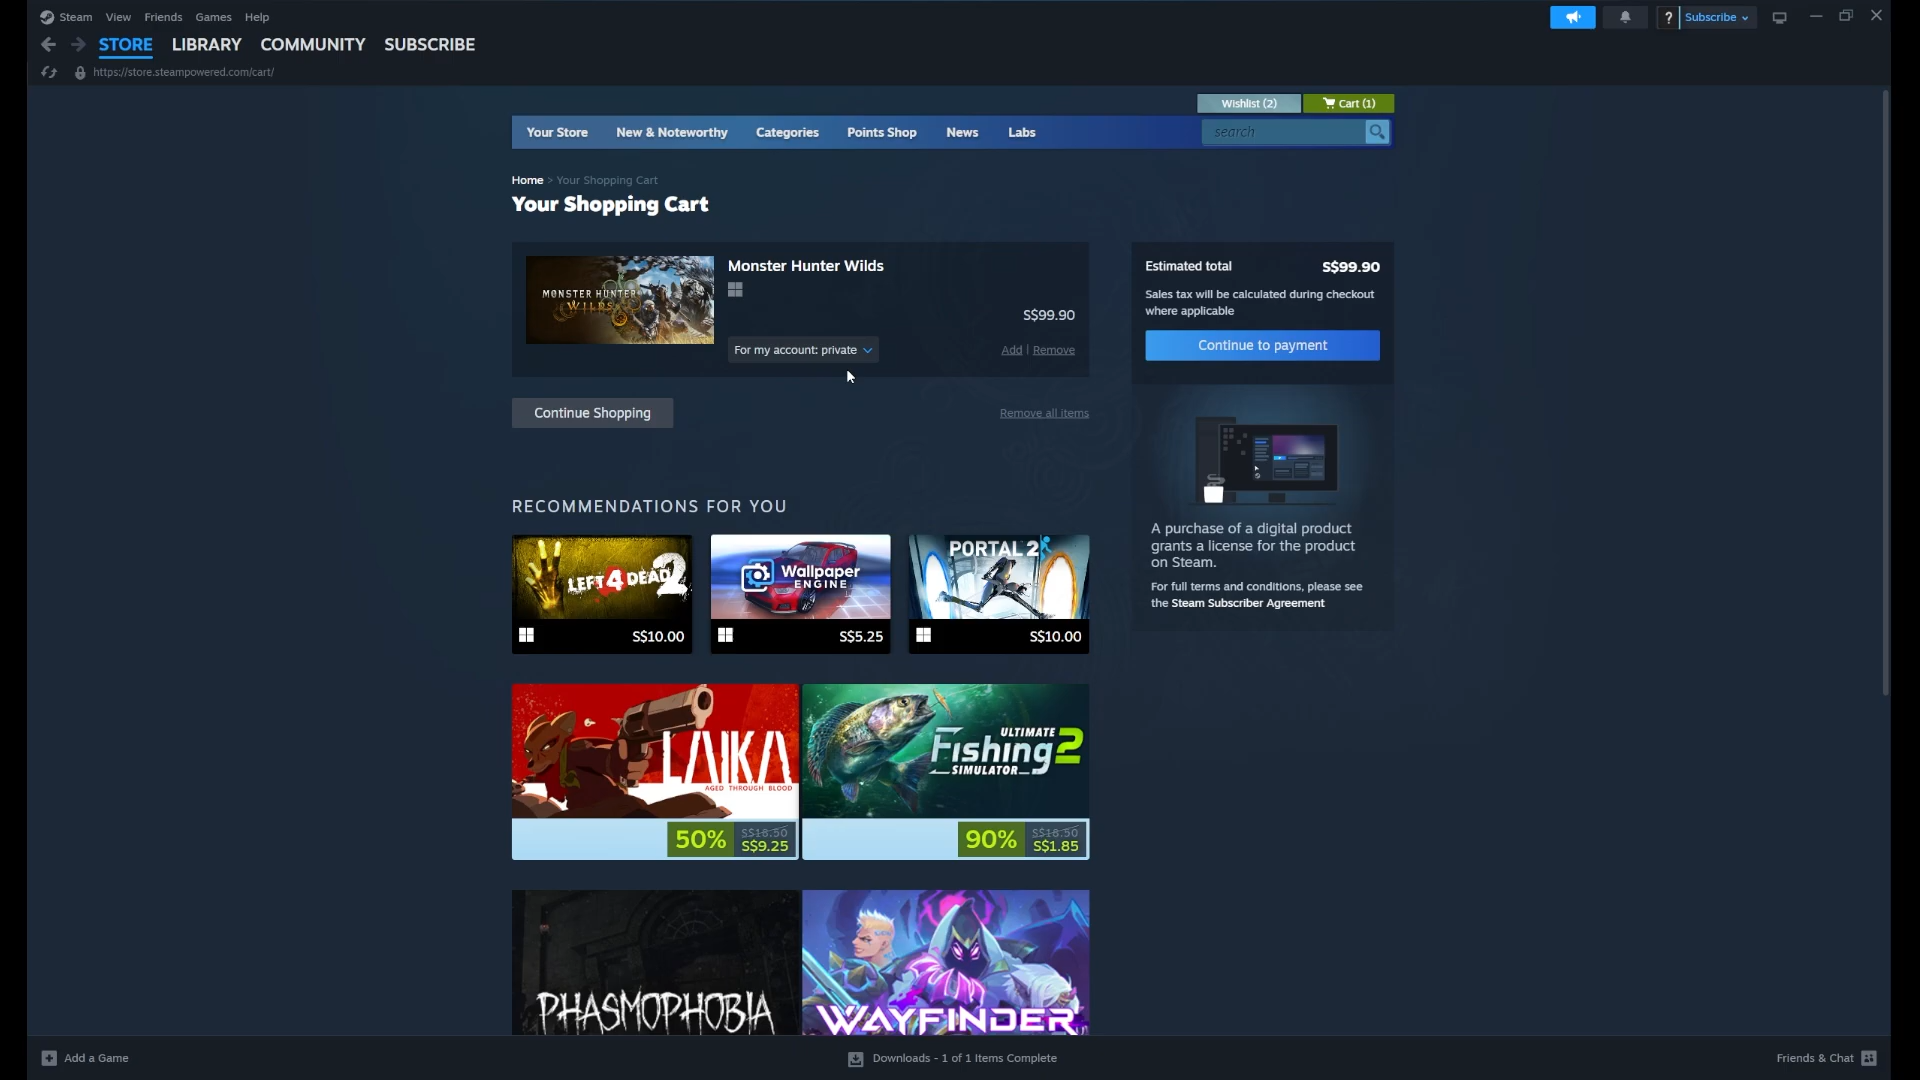 Steam View Friends Games Help
? Subscribe
STORE LIBRARY COMMUNITY SUBSCRIBE
https://store.steampowered.com/cart/
Wishlist (2) Cart (1)
Your Store New & Noteworthy Categories Points Shop News Labs search
Home > Your Shopping Cart
Your Shopping Cart
MONSTER HUNTER
WILDS
Monster Hunter Wilds
S$99.90
For my account: private
Add | Remove
Continue Shopping
Remove all items
Estimated total S$99.90
Sales tax will be calculated during checkout
where applicable
Continue to payment
A purchase of a digital product
grants a license for the product
on Steam.
For full terms and conditions, please see
the Steam Subscriber Agreement
RECOMMENDATIONS FOR YOU
LEFT 4 DEAD 2
S$10.00
Wallpaper
ENGINE
S$5.25
PORTAL 2
S$10.00
LAIKA
AGED THROUGH BLOOD
50% S$18.50
S$9.25
ULTIMATE
Fishing 2
SIMULATOR
90% S$18.50
S$1.85
PHASMOPHOBIA
WAYFINDER
Add a Game
Downloads - 1 of 1 Items Complete
Friends & Chat